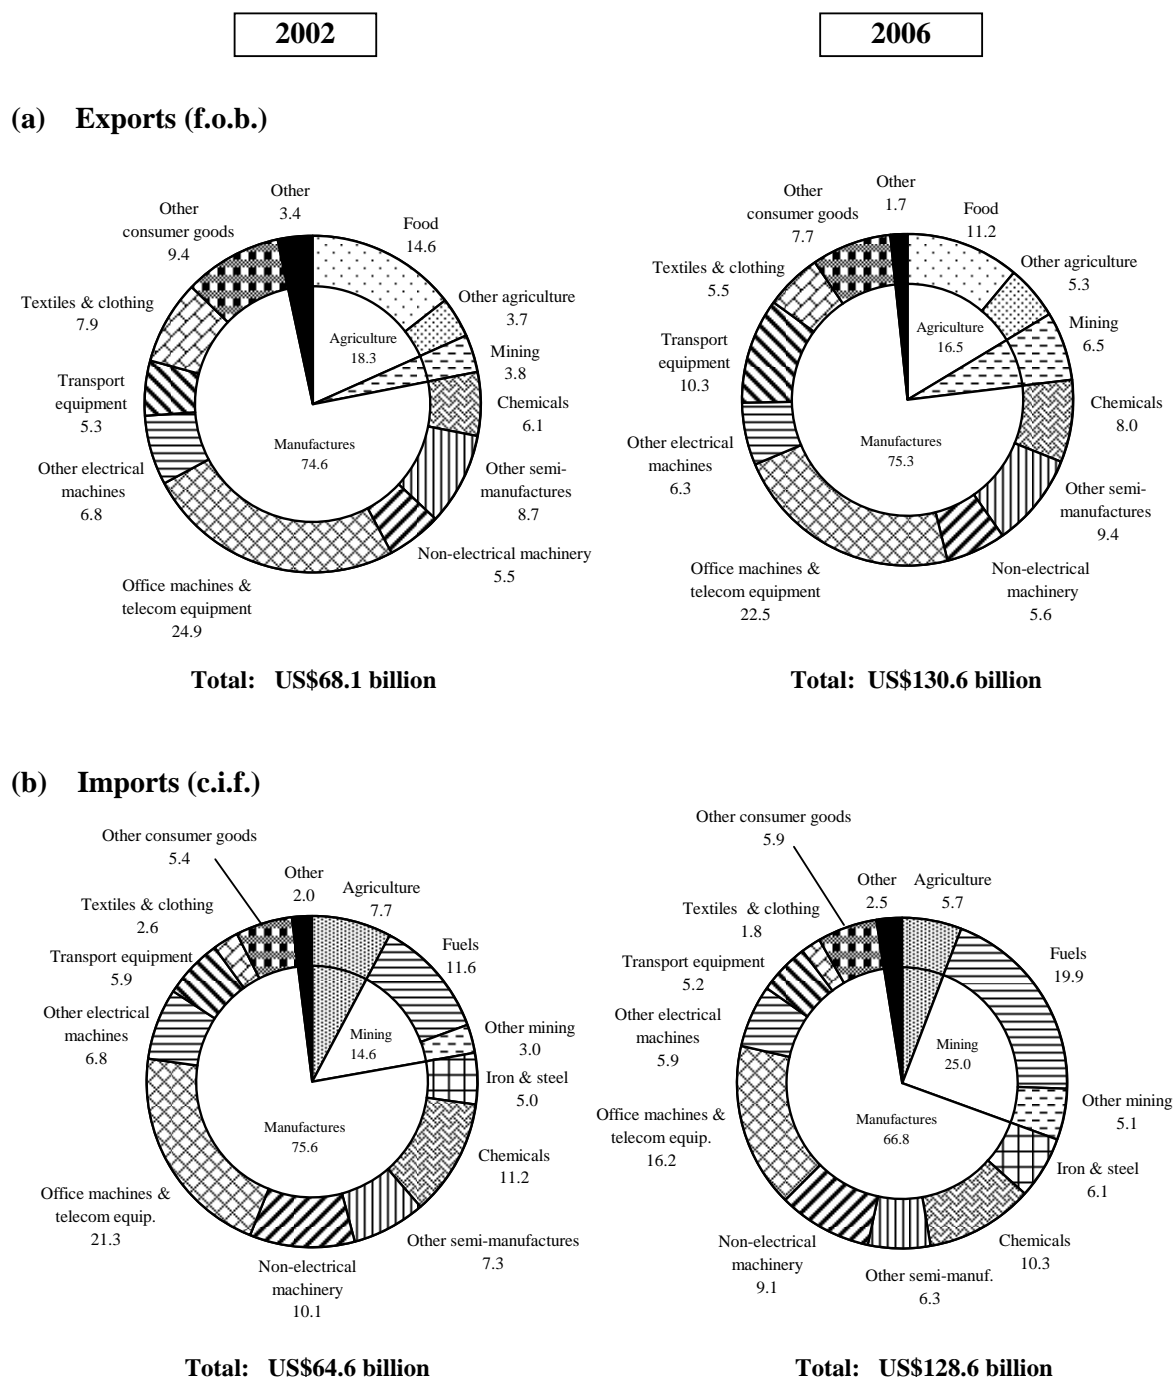 2002
2006
(a) Exports (f.o.b.)
Other
3.4
Food
14.6
Other agriculture
3.7
Mining
3.8
Chemicals
6.1
Other semi-
manufactures
8.7
Non-electrical machinery
5.5
Office machines &
telecom equipment
24.9
Other electrical
machines
6.8
Transport
equipment
5.3
Textiles & clothing
7.9
Other
consumer goods
9.4
Agriculture
18.3
Manufactures
74.6
Total: US$68.1 billion
Other
1.7
Food
11.2
Other agriculture
5.3
Mining
6.5
Chemicals
8.0
Other semi-
manufactures
9.4
Non-electrical
machinery
5.6
Office machines &
telecom equipment
22.5
Other electrical
machines
6.3
Transport
equipment
10.3
Textiles & clothing
5.5
Other
consumer goods
7.7
Agriculture
16.5
Manufactures
75.3
Total: US$130.6 billion
(b) Imports (c.i.f.)
Other consumer goods
5.4
Other
2.0
Agriculture
7.7
Fuels
11.6
Other mining
3.0
Iron & steel
5.0
Chemicals
11.2
Other semi-manufactures
7.3
Non-electrical
machinery
10.1
Office machines &
telecom equip.
21.3
Other electrical
machines
6.8
Transport equipment
5.9
Textiles & clothing
2.6
Mining
14.6
Manufactures
75.6
Total: US$64.6 billion
Other consumer goods
5.9
Other
2.5
Agriculture
5.7
Fuels
19.9
Other mining
5.1
Iron & steel
6.1
Chemicals
10.3
Other semi-manuf.
6.3
Non-electrical
machinery
9.1
Office machines &
telecom equip.
16.2
Other electrical
machines
5.9
Transport equipment
5.2
Textiles & clothing
1.8
Mining
25.0
Manufactures
66.8
Total: US$128.6 billion